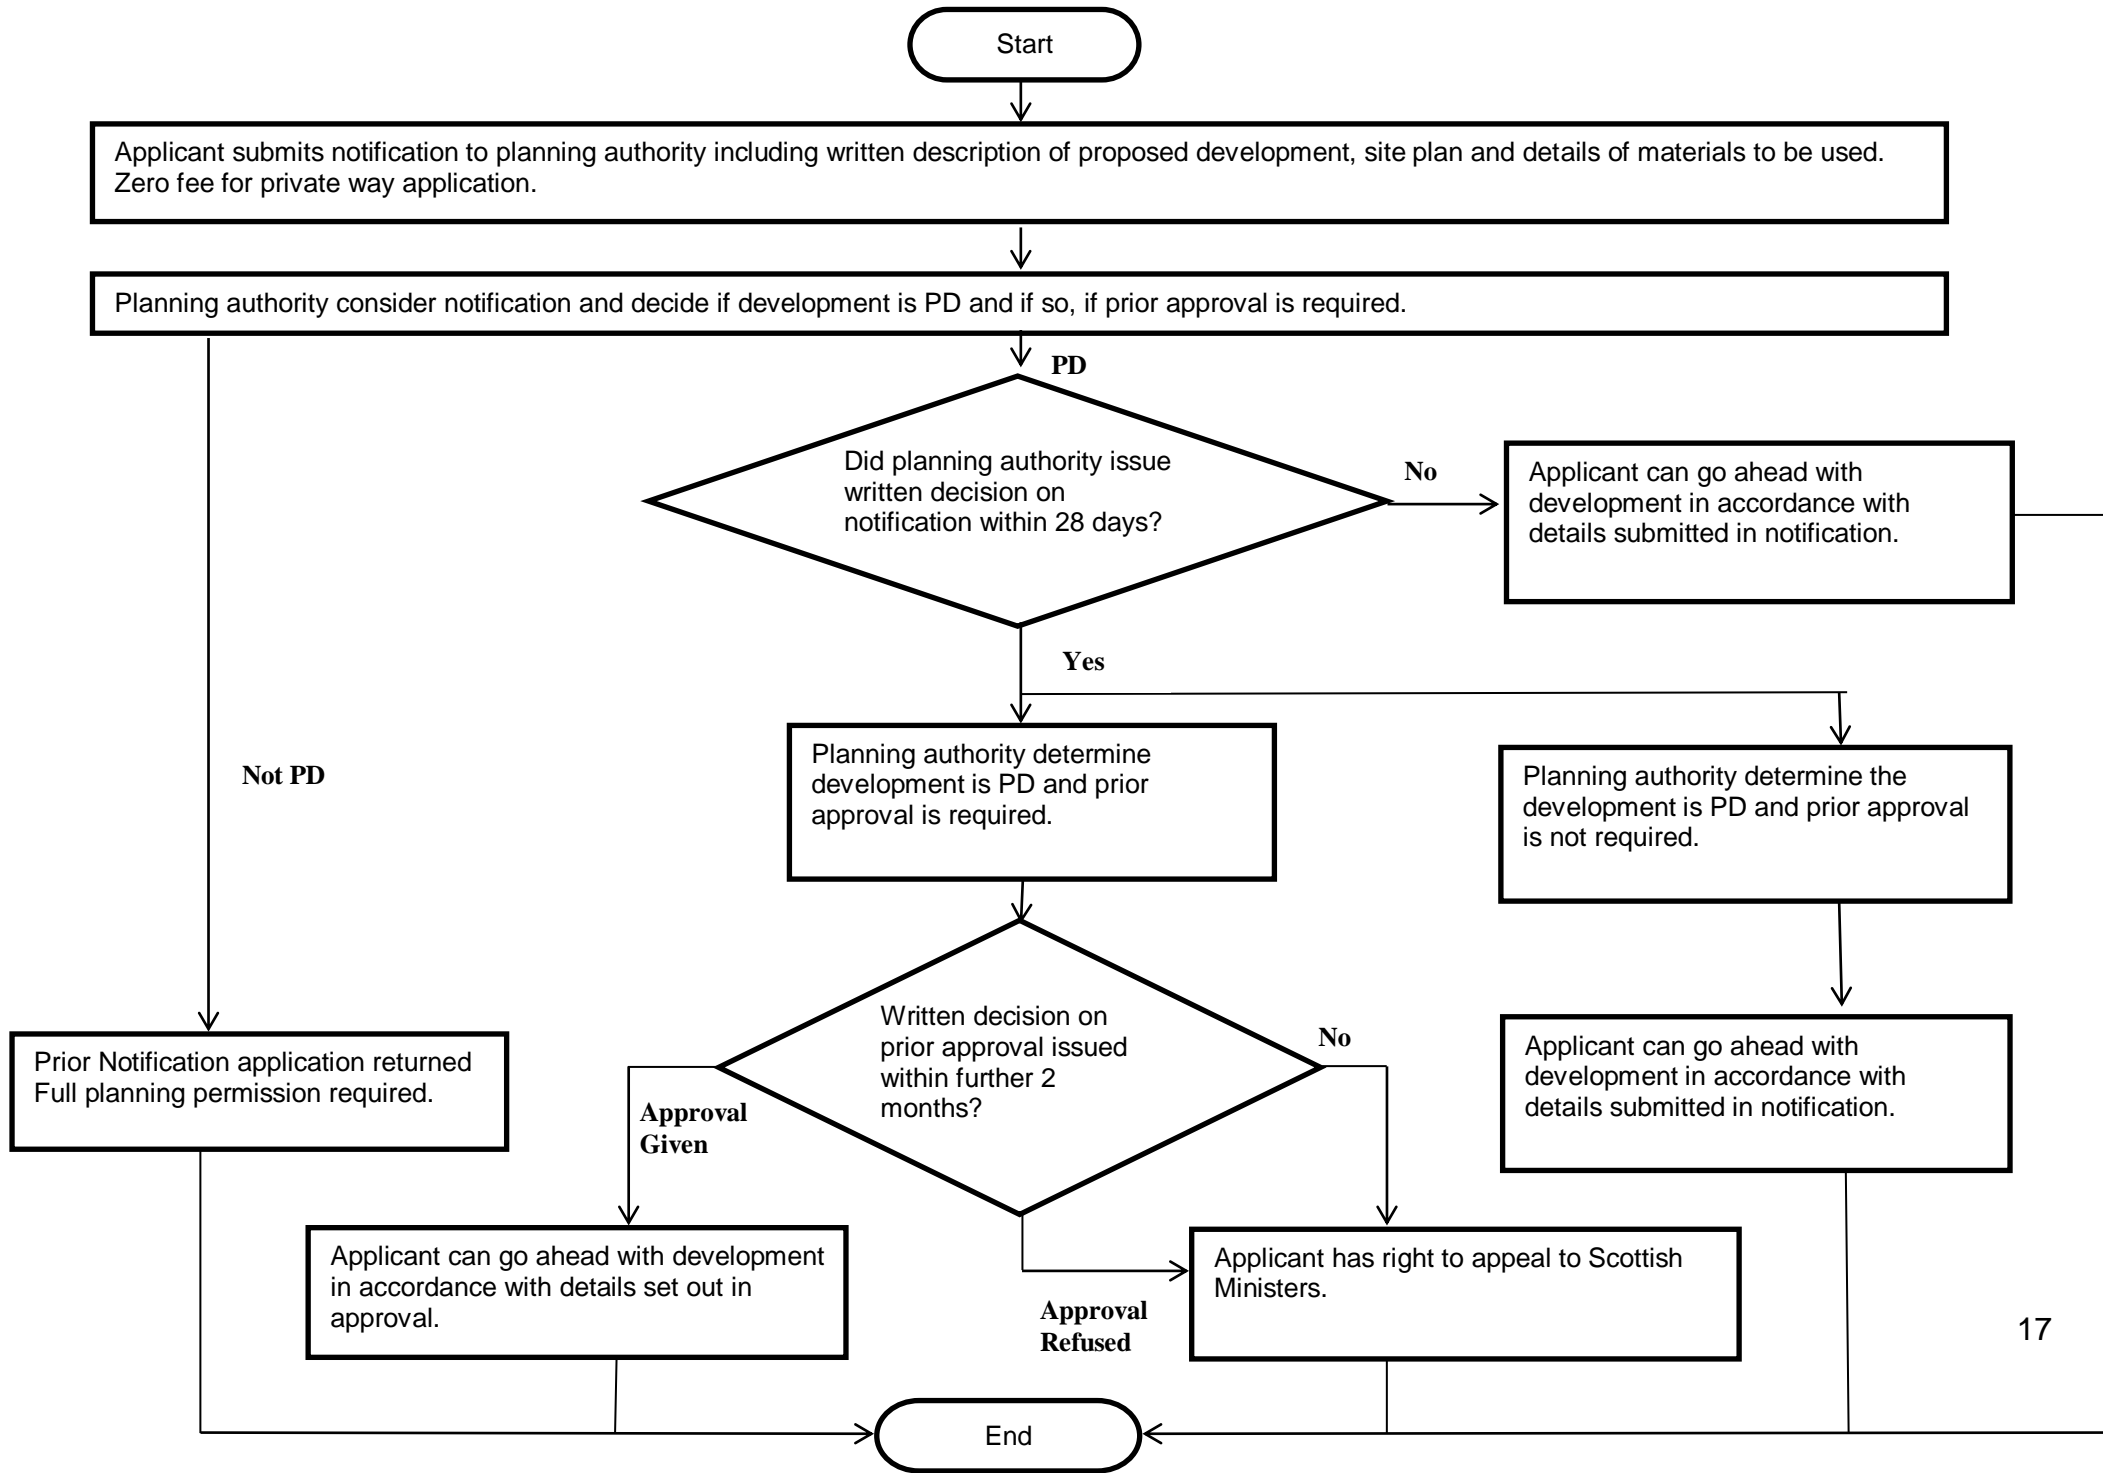 Start
Applicant submits notification to planning authority including written description of proposed development, site plan and details of materials to be used.
Zero fee for private way application.
Planning authority consider notification and decide if development is PD and if so, if prior approval is required.
PD
Did planning authority issue
written decision on
notification within 28 days?
No
Applicant can go ahead with
development in accordance with
details submitted in notification.
Yes
Not PD
Planning authority determine
development is PD and prior
approval is required.
Planning authority determine the
development is PD and prior approval
is not required.
Written decision on
prior approval issued
within further 2
months?
No
Approval
Given
Prior Notification application returned
Full planning permission required.
Applicant can go ahead with
development in accordance with
details submitted in notification.
Applicant can go ahead with development
in accordance with details set out in
approval.
Approval
Refused
Applicant has right to appeal to Scottish
Ministers.
17
End